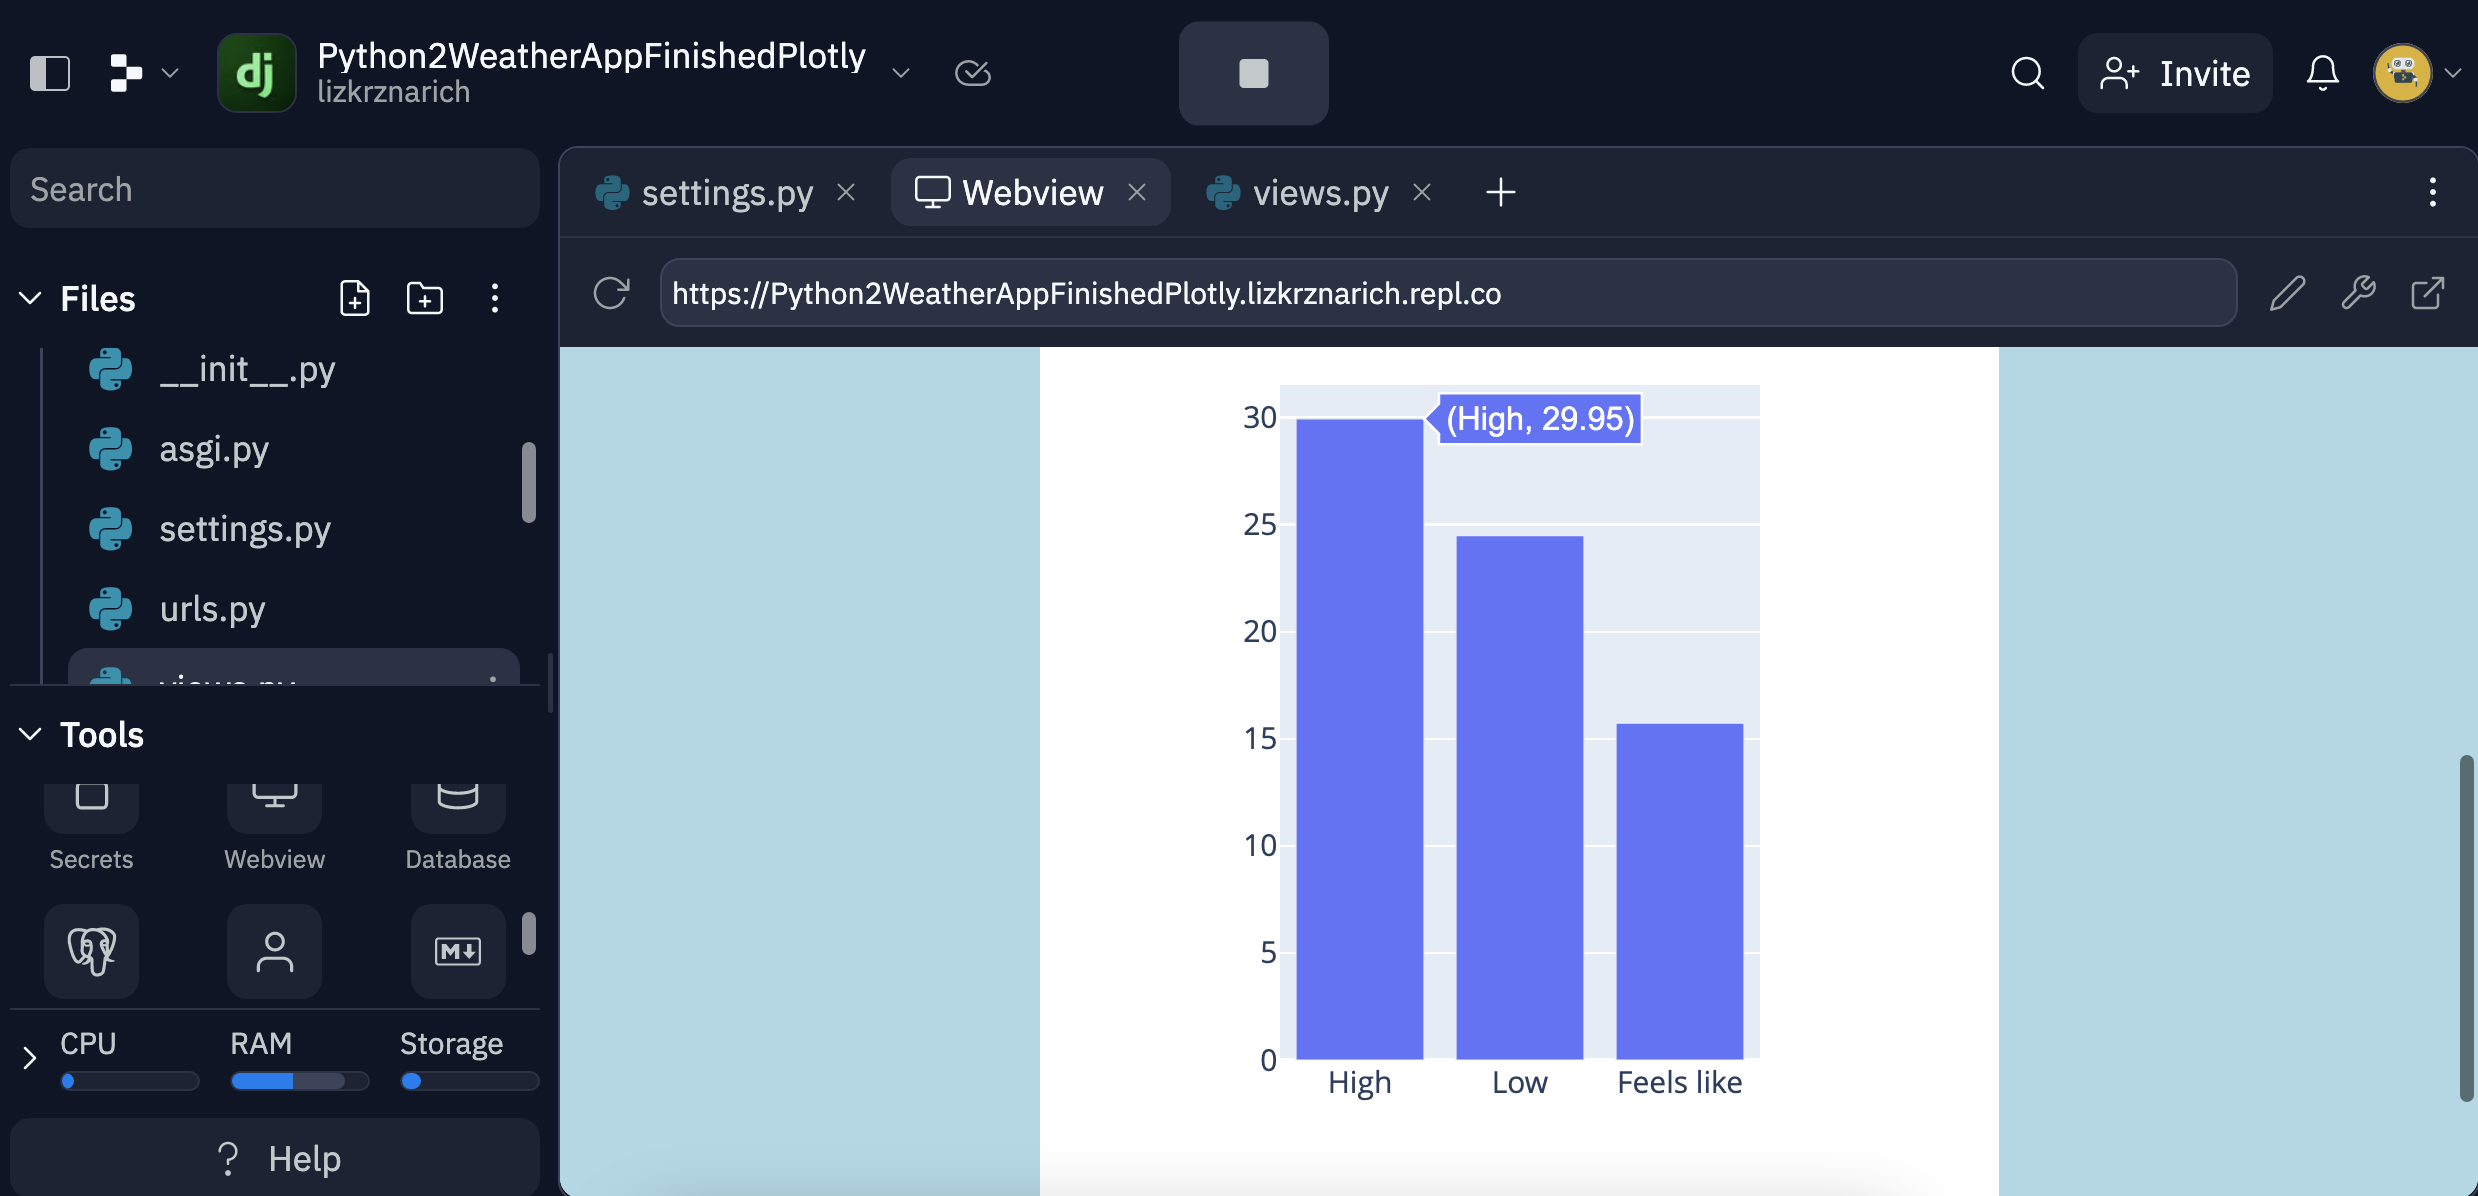 dj
Python2WeatherAppFinishedPlotly
lizkrznarich
Invite
Search
settings.py
Webview
views.py
https://Python2WeatherAppFinishedPlotly.lizkrznarich.repl.co
Files
__init__.py
asgi.py
settings.py
urls.py
views.py
Tools
Secrets
Webview
Database
M
CPU
RAM
Storage
? Help
30
25
20
15
10
5
0
(High, 29.95)
High
Low
Feels like